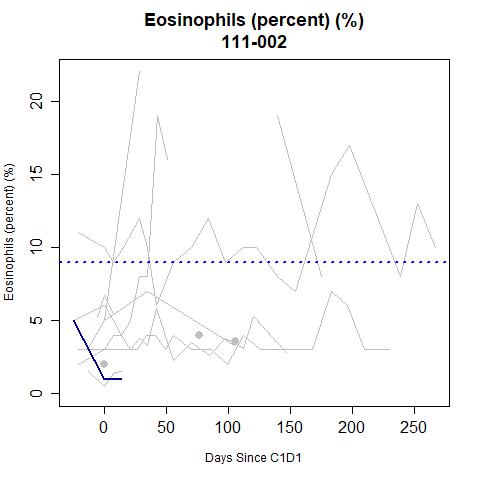 Eosinophils (percent) (%)
111-002
Eosinophils (percent) (%)
20
15
10
5
0
0 50 100 150 200 250
Days Since C1D1